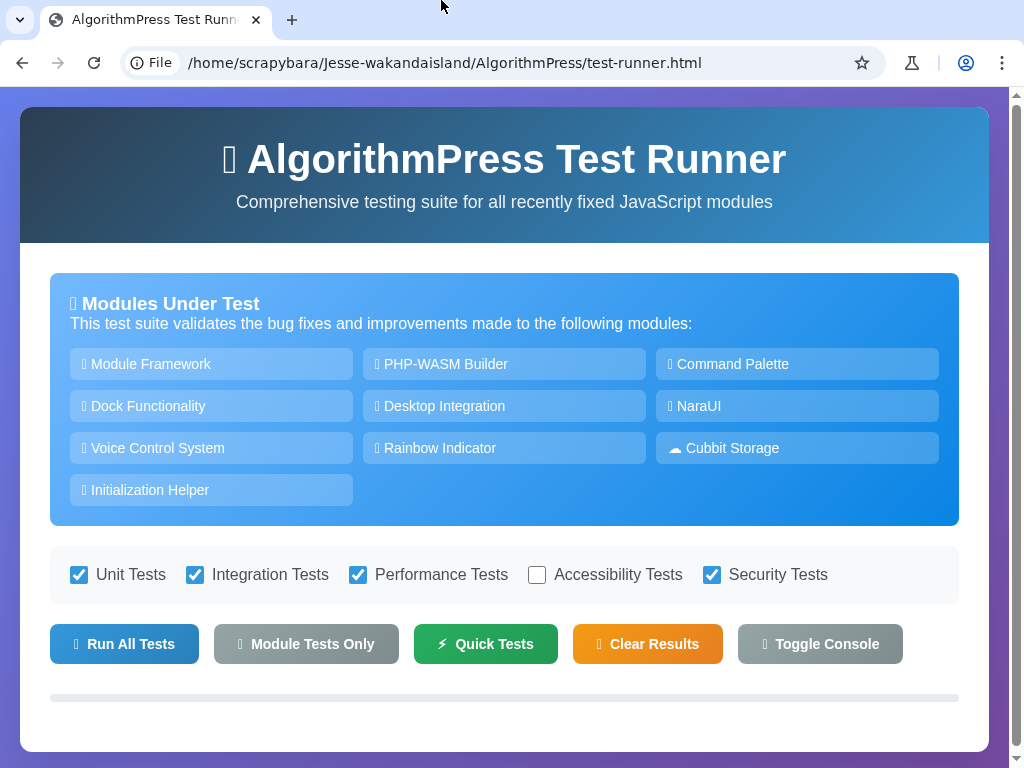 AlgorithmPress Test Runn
File
/home/scrapybara/Jesse-wakandaisland/AlgorithmPress/test-runner.html
AlgorithmPress Test Runner
Comprehensive testing suite for all recently fixed JavaScript modules
Modules Under Test
This test suite validates the bug fixes and improvements made to the following modules:
Module Framework
PHP-WASM Builder
Command Palette
Dock Functionality
Desktop Integration
NaraUI
Voice Control System
Rainbow Indicator
☁ Cubbit Storage
Initialization Helper
Unit Tests
Integration Tests
Performance Tests
Accessibility Tests
Security Tests
Run All Tests
Module Tests Only
⚡ Quick Tests
Clear Results
Toggle Console